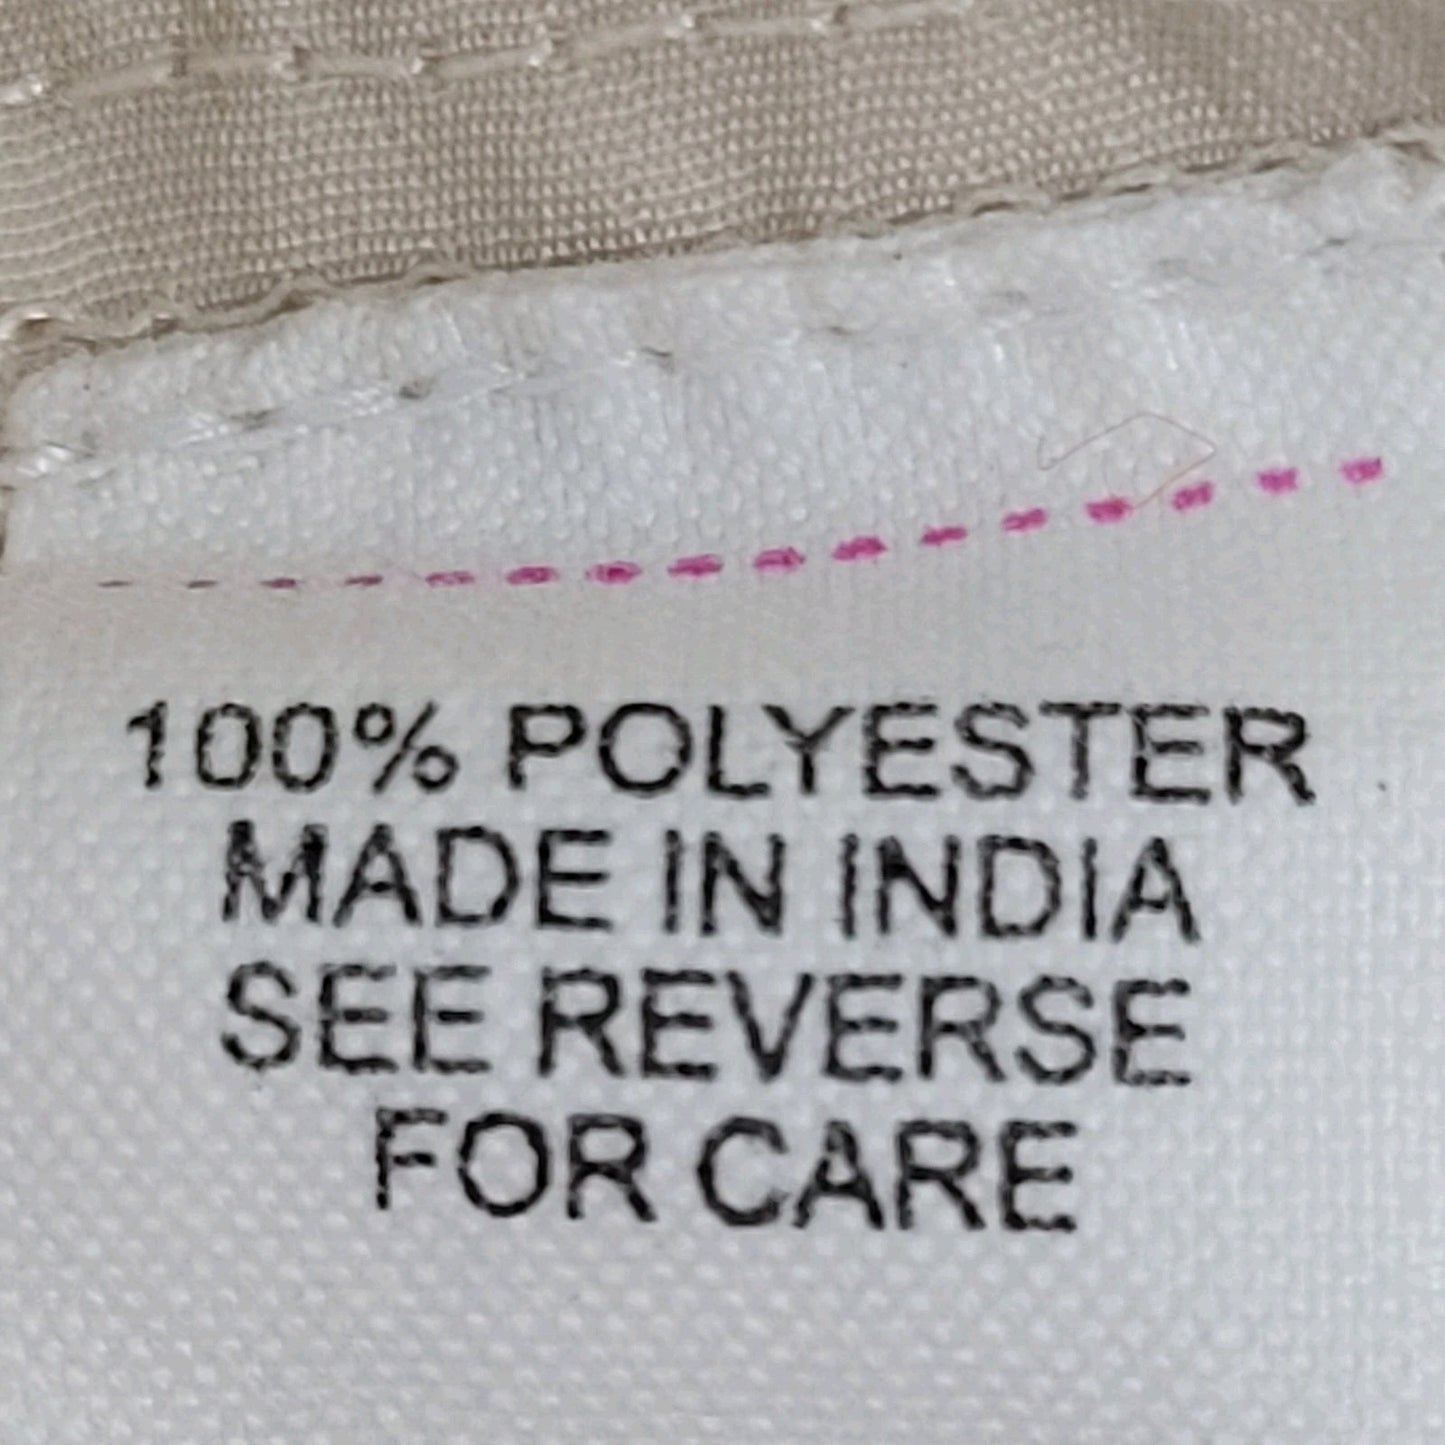 100% POLYESTER
MADE IN INDIA
SEE REVERSE
FOR CARE